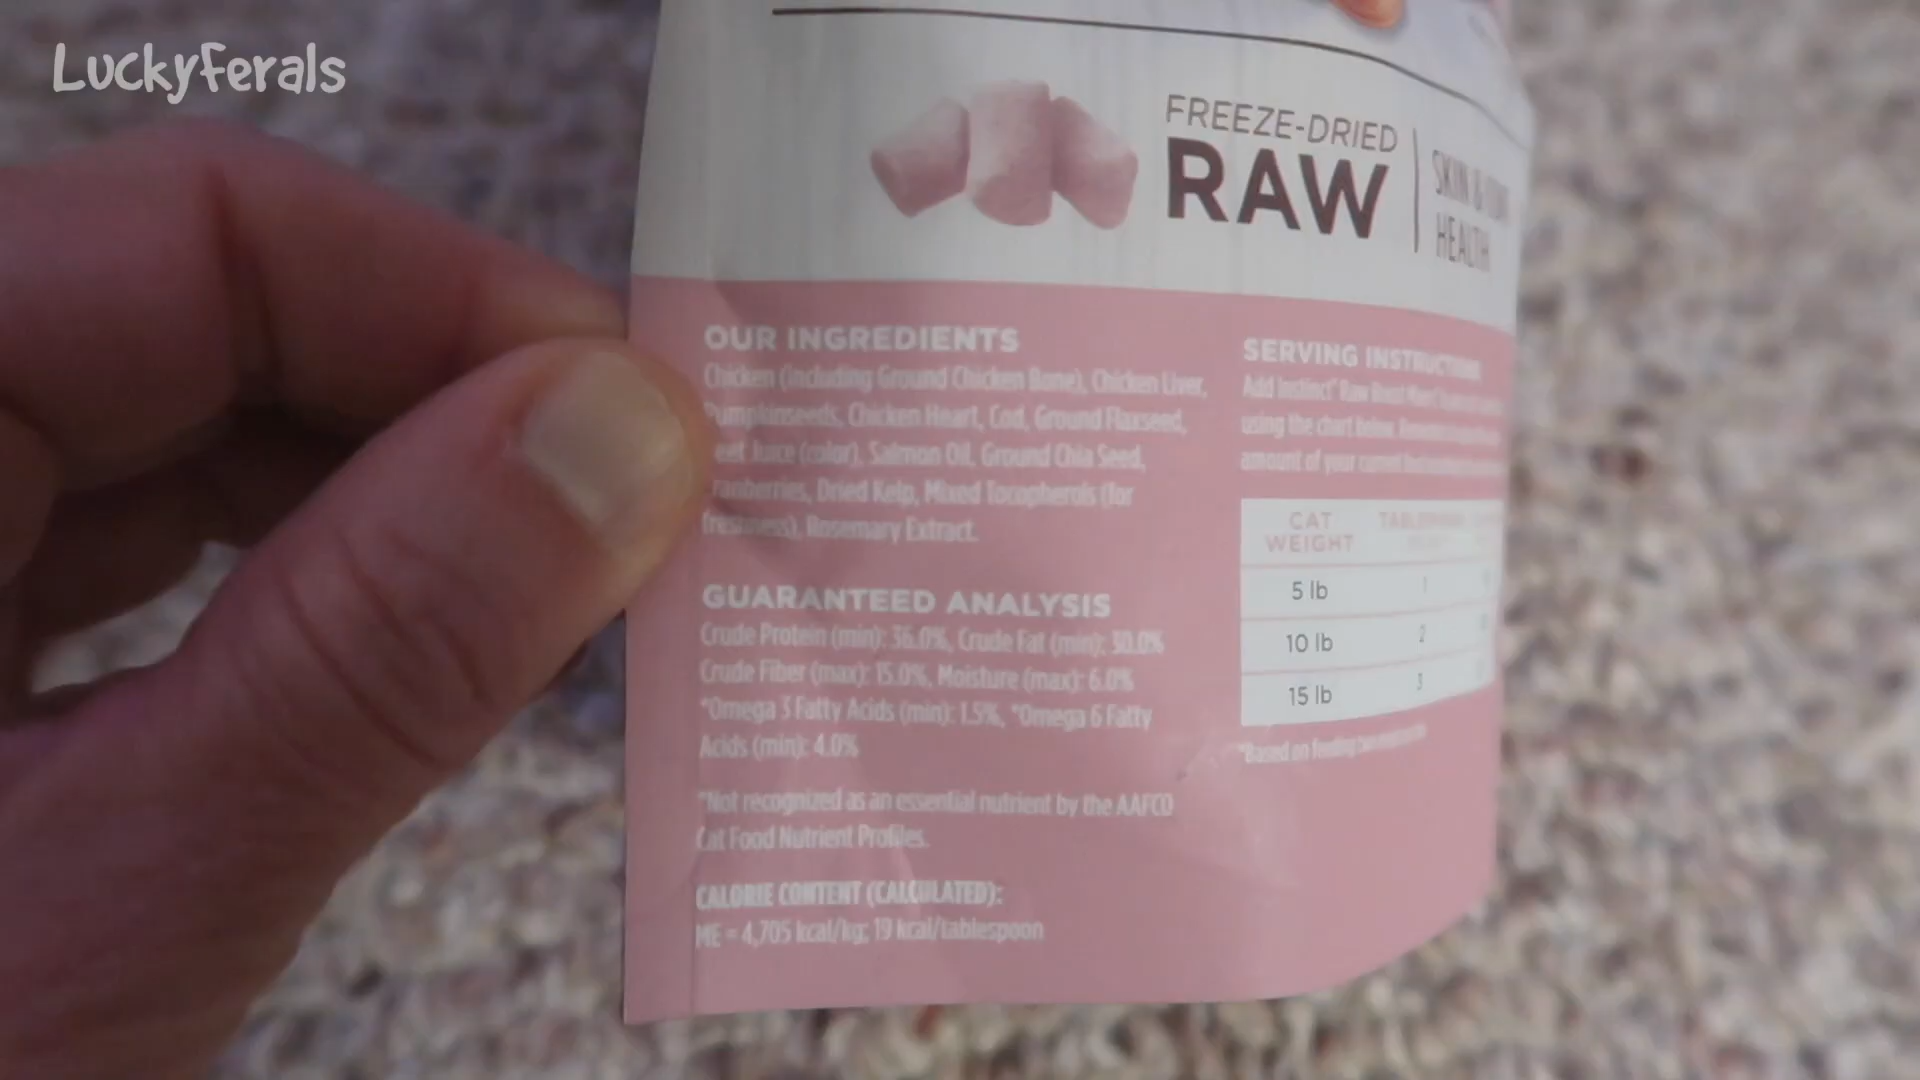 LuckyFerals
FREEZE-DRIED
RAW
SKIN &
HEALTH
OUR INGREDIENTS
Chicken (including Ground Chicken Bone), Chicken Liver,
Pumpkinseeds, Chicken Heart, Cod, Ground Flaxseed,
eet Juice (color), Salmon Oil, Ground Chia Seed,
ranberries, Dried Kelp, Mixed Tocopherols (for
freshness), Rosemary Extract.
GUARANTEED ANALYSIS
Crude Protein (min): 36.0%, Crude Fat (min): 30.0%
Crude Fiber (max): 15.0%, Moisture (max): 6.0%
*Omega 3 Fatty Acids (min): 1.5%, *Omega 6 Fatty
Acids (min): 4.0%
*Not recognized as an essential nutrient by the AAFCO
Cat Food Nutrient Profiles.
CALORIE CONTENT (CALCULATED):
ME = 4,705 kcal/kg; 19 kcal/tablespoon
SERVING INSTRUCTIONS
Add Instinct® Raw Boost
using the chart below.
amount of your current
CAT
WEIGHT
5 lb 1
10 lb 2
15 lb 3
*Based on feeding